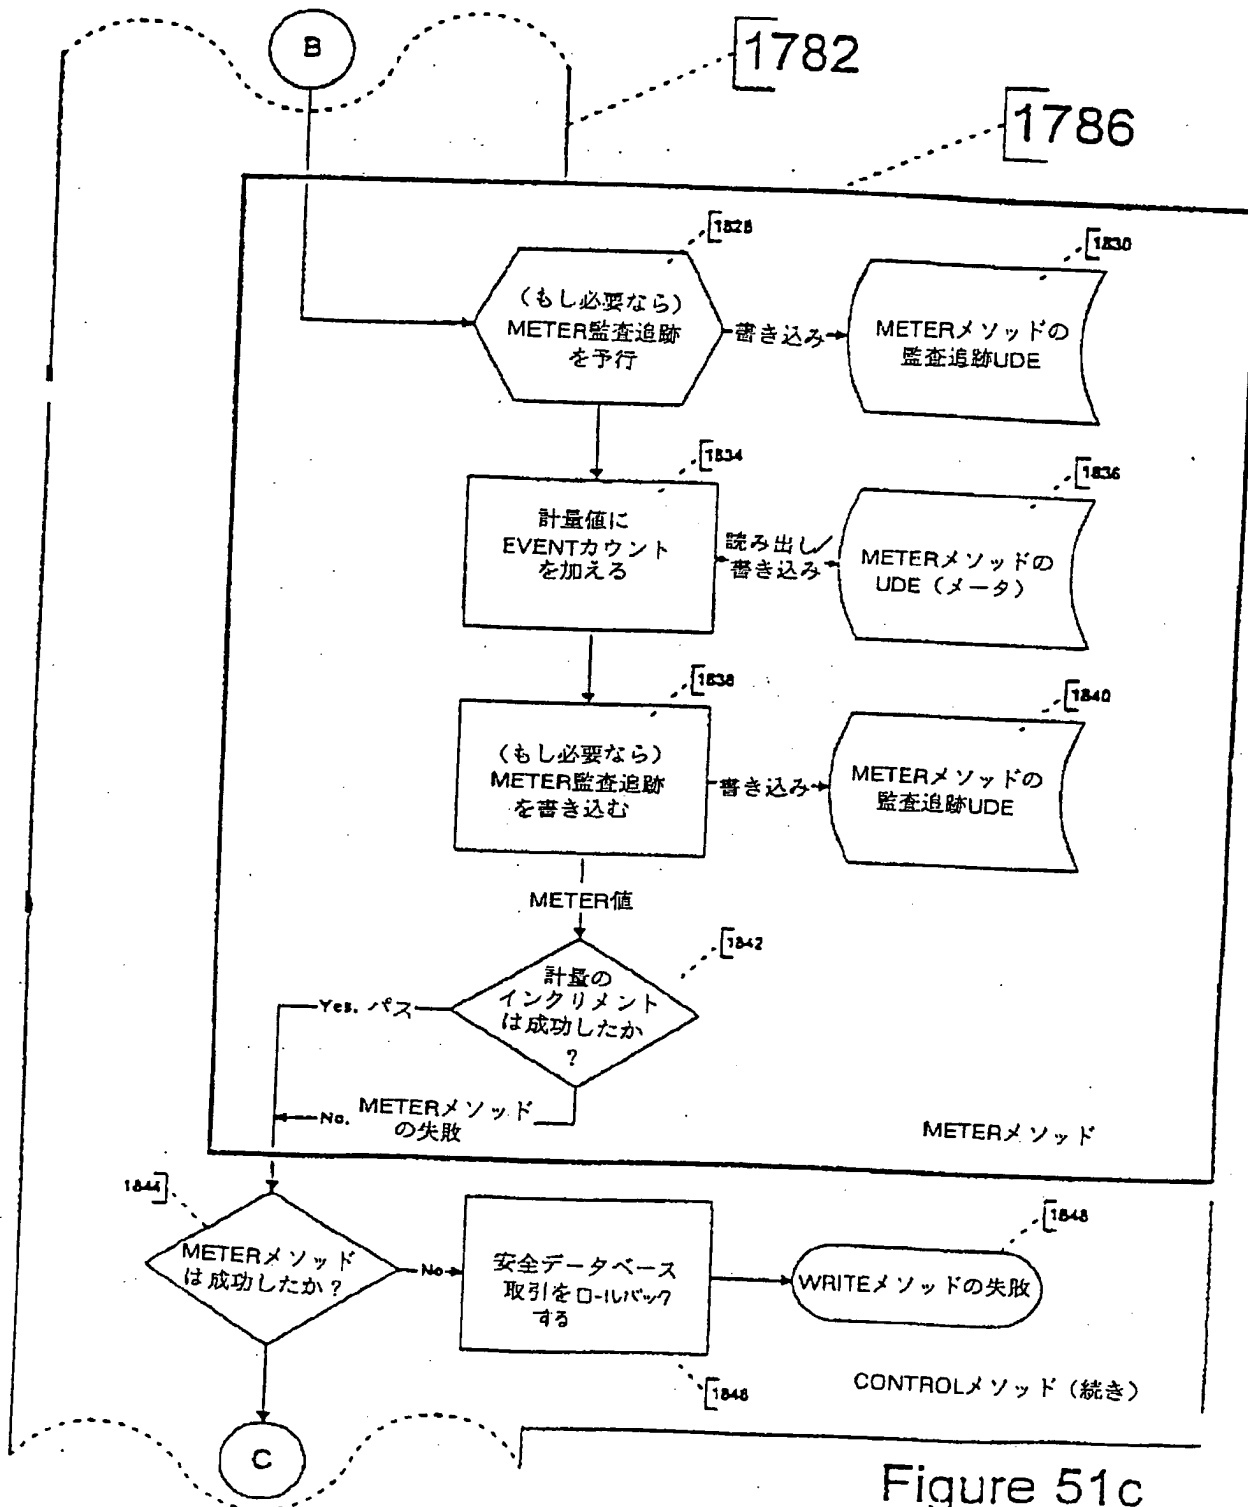 B
1782
1786
1828
(もし必要なら)
METER監査追跡
を予行
書き込み
1830
METERメソッドの
監査追跡UDE
1834
計量値に
EVENTカウント
を加える
読み出し/
書き込み
1836
METERメソッドの
UDE(メータ)
1838
(もし必要なら)
METER監査追跡
を書き込む
書き込み
1840
METERメソッドの
監査追跡UDE
METER値
1842
計量の
インクリメント
は成功したか
?
Yes. パス
No. METERメソッド
の失敗
METERメソッド
1844
METERメソッド
は成功したか?
No
安全データベース
取引をロールバック
する
1848
WRITEメソッドの失敗
CONTROLメソッド(続き)
C
Figure 51c